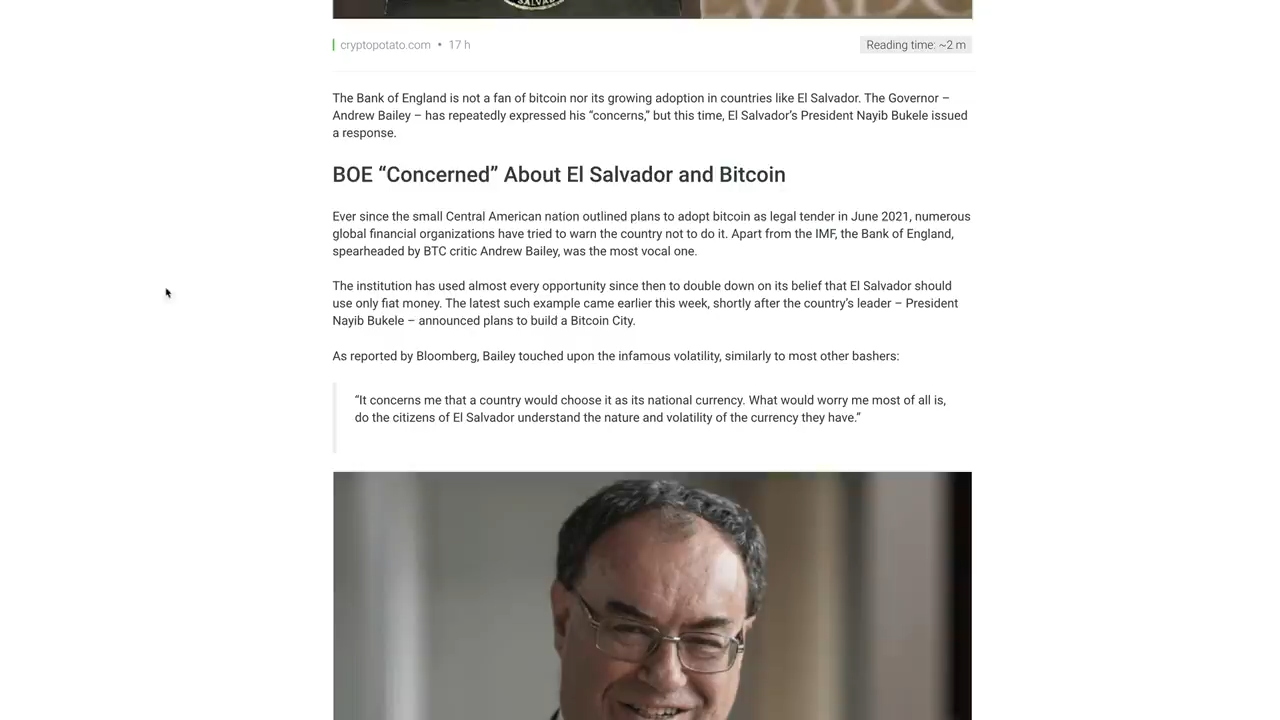 SALVAD
cryptopotato.com • 17 h
Reading time: ~2 m
The Bank of England is not a fan of bitcoin nor its growing adoption in countries like El Salvador. The Governor –
Andrew Bailey – has repeatedly expressed his “concerns,” but this time, El Salvador’s President Nayib Bukele issued
a response.
BOE “Concerned” About El Salvador and Bitcoin
Ever since the small Central American nation outlined plans to adopt bitcoin as legal tender in June 2021, numerous
global financial organizations have tried to warn the country not to do it. Apart from the IMF, the Bank of England,
spearheaded by BTC critic Andrew Bailey, was the most vocal one.
The institution has used almost every opportunity since then to double down on its belief that El Salvador should
use only fiat money. The latest such example came earlier this week, shortly after the country’s leader – President
Nayib Bukele – announced plans to build a Bitcoin City.
As reported by Bloomberg, Bailey touched upon the infamous volatility, similarly to most other bashers:
“It concerns me that a country would choose it as its national currency. What would worry me most of all is,
do the citizens of El Salvador understand the nature and volatility of the currency they have.”